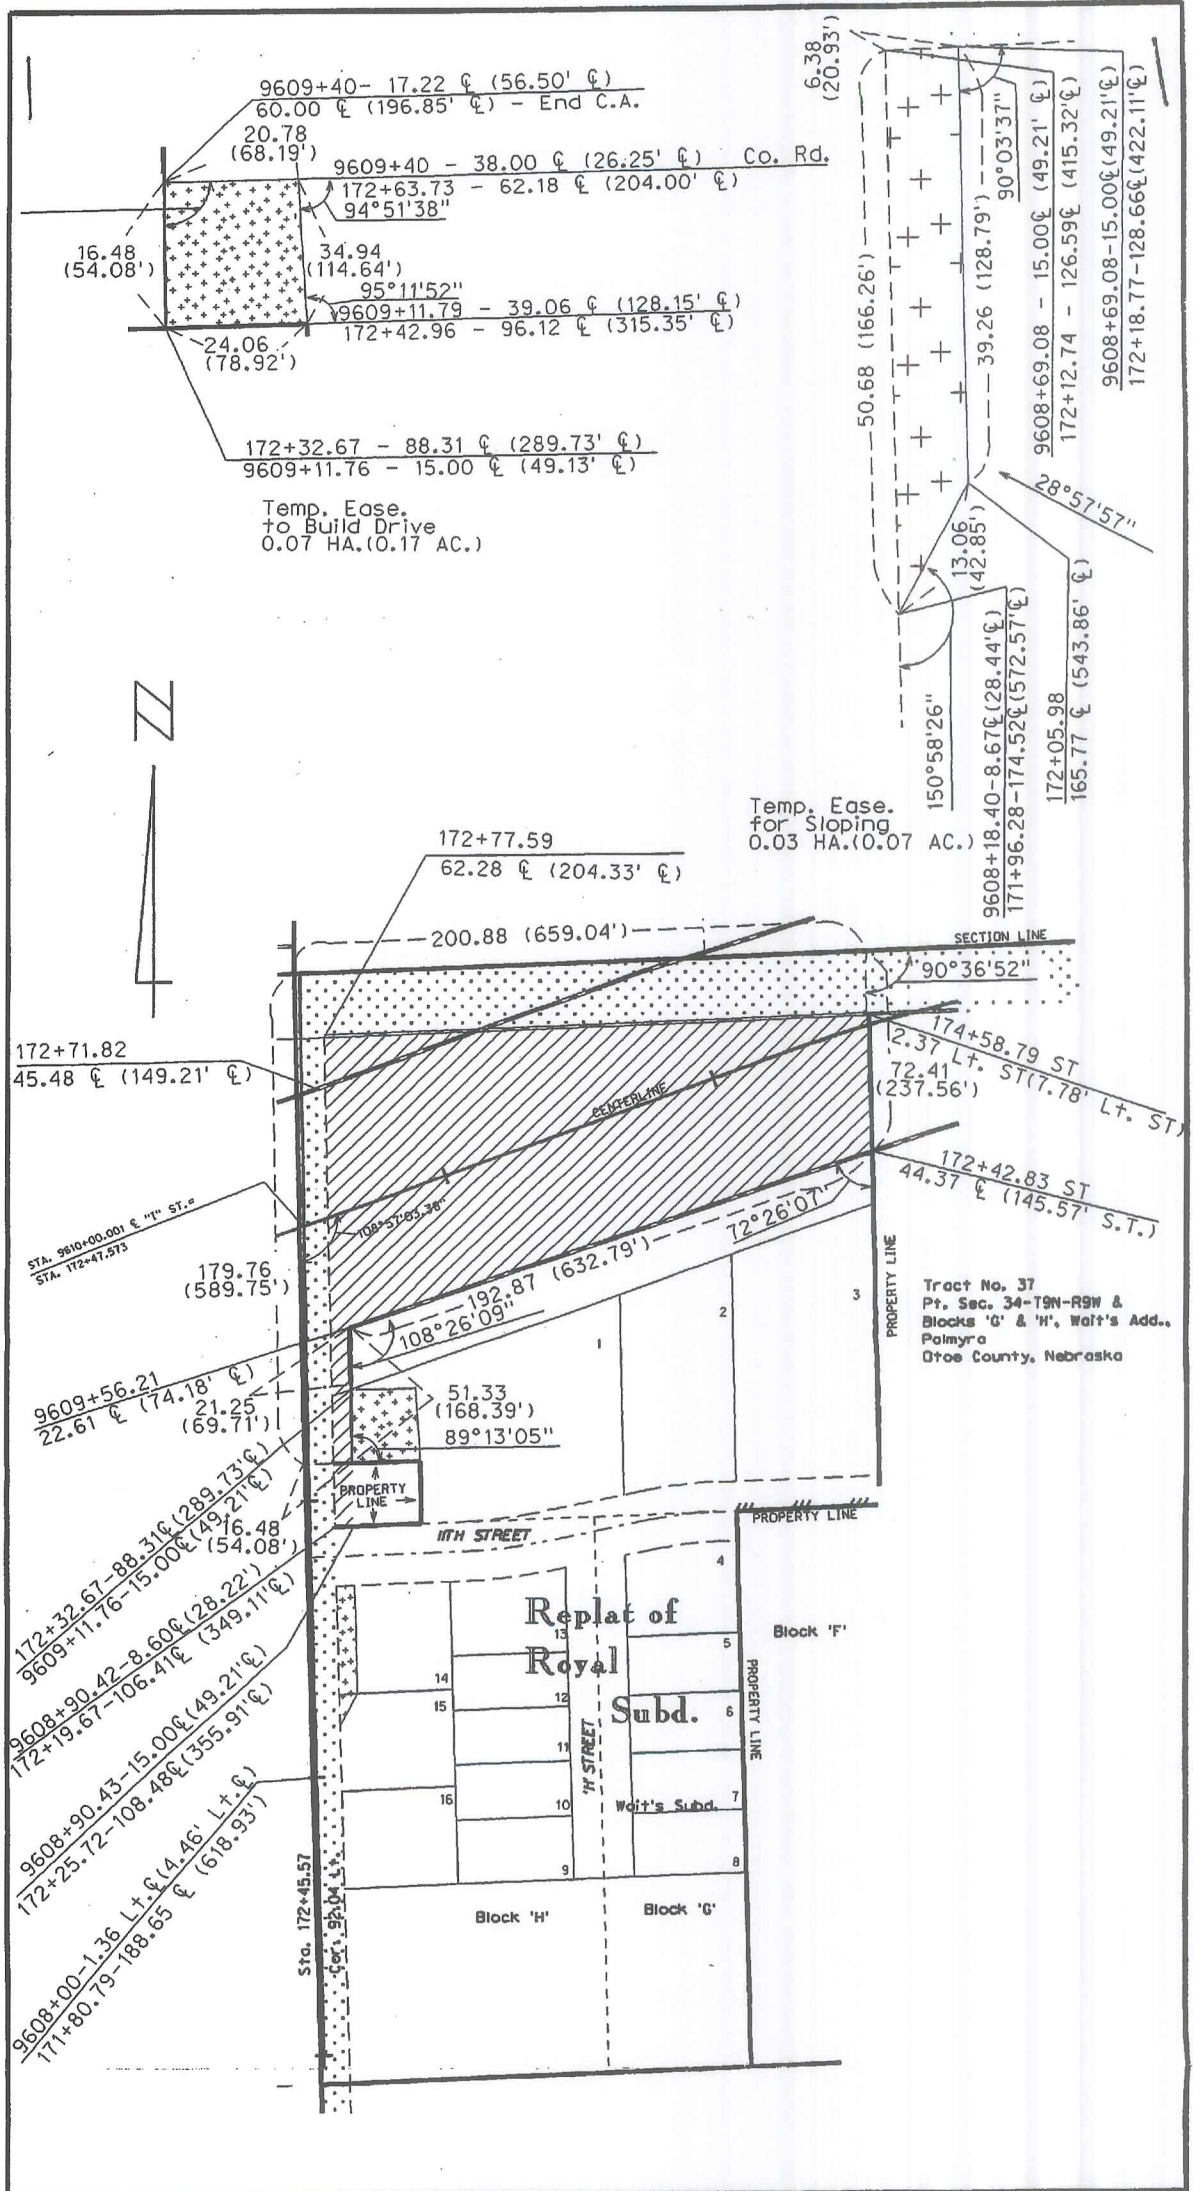 9609+40- 17.22 ℄ (56.50' ℄)
60.00 ℄ (196.85' ℄) - End C.A.
20.78
(68.19')
9609+40 - 38.00 ℄ (26.25' ℄) Co. Rd.
172+63.73 - 62.18 ℄ (204.00' ℄)
94°51'38"
16.48
(54.08')
34.94
(114.64')
95°11'52"
9609+11.79 - 39.06 ℄ (128.15' ℄)
172+42.96 - 96.12 ℄ (315.35' ℄)
24.06
(78.92')
172+32.67 - 88.31 ℄ (289.73' ℄)
9609+11.76 - 15.00 ℄ (49.13' ℄)
Temp. Ease.
to Build Drive
0.07 HA.(0.17 AC.)
6.38
(20.93')
90°03'37"
9608+69.08 - 15.00℄ (49.21' ℄)
172+12.74 - 126.59℄ (415.32'℄)
9608+69.08-15.00℄(49.21'℄)
172+18.77-128.66℄(422.11'℄)
50.68 (166.26')
39.26 (128.79')
28°57'57"
13.06
(42.85')
150°58'26"
9608+18.40-8.67℄(28.44'℄)
171+96.28-174.52℄(572.57'℄)
172+05.98
165.77 ℄ (543.86' ℄)
Temp. Ease.
for Sloping
0.03 HA.(0.07 AC.)
N
172+77.59
62.28 ℄ (204.33' ℄)
200.88 (659.04')
SECTION LINE
90°36'52"
172+71.82
45.48 ℄ (149.21' ℄)
174+58.79 ST
2.37 Lt. ST(7.78' Lt. ST)
72.41
(237.56')
CENTERLINE
172+42.83 ST
44.37 ℄ (145.57' S.T.)
108°57'03.38"
72°26'07"
STA. 9610+00.001 ℄ "I" ST.=
STA. 172+47.573
179.76
(589.75')
192.87 (632.79')
108°26'09"
PROPERTY LINE
Tract No. 37
Pt. Sec. 34-T9N-R9W &
Blocks 'G' & 'H', Wait's Add.,
Palmyra
Otoe County, Nebraska
1
2
3
9609+56.21
22.61 ℄ (74.18' ℄)
21.25
(69.71')
51.33
(168.39')
89°13'05"
PROPERTY
LINE
16.48
(54.08')
11TH STREET
PROPERTY LINE
172+32.67-88.31℄(289.73'℄)
9609+11.76-15.00℄(49.21'℄)
9608+90.42-8.60℄(28.22')
172+19.67-106.41℄ (349.11'℄)
9608+90.43-15.00℄(49.21'℄)
172+25.72-108.48℄(355.91'℄)
9608+00-1.36 Lt.℄(4.46' Lt.℄)
171+80.79-188.65 ℄ (618.93')
Replat of
Royal
Subd.
4
5
6
7
8
9
10
11
12
13
14
15
16
'H' STREET
Wait's Subd.
Block 'F'
PROPERTY LINE
Block 'H'
Block 'G'
Sta. 172+45.57
Cor. 92.04 Lt.